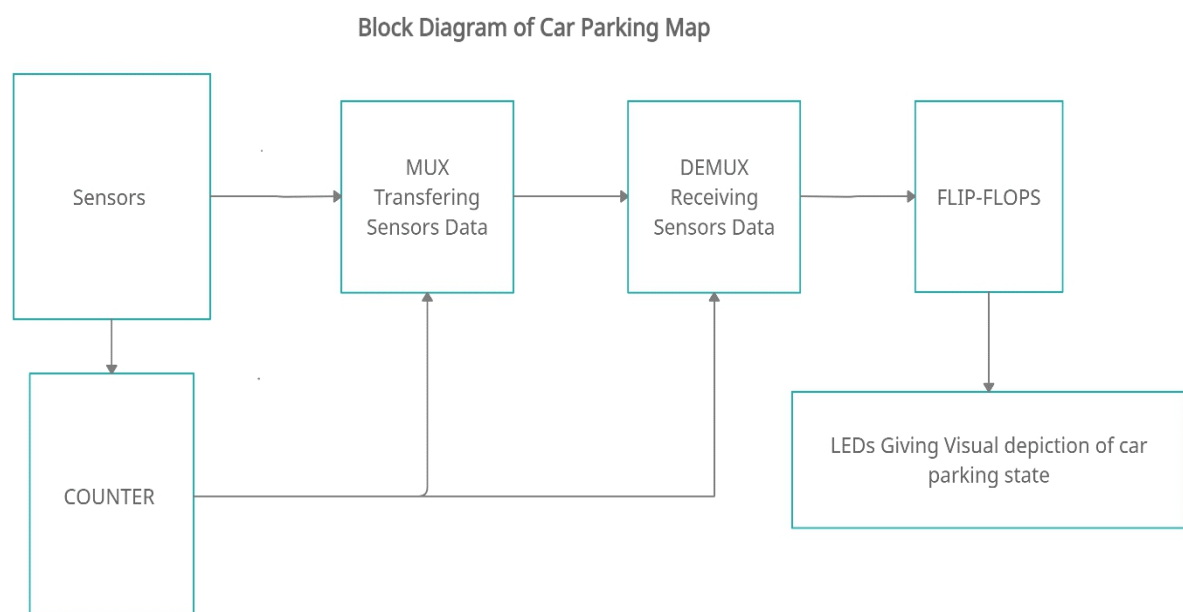 Block Diagram of Car Parking Map
Sensors
MUX
Transfering
Sensors Data
DEMUX
Receiving
Sensors Data
FLIP-FLOPS
COUNTER
LEDs Giving Visual depiction of car
parking state